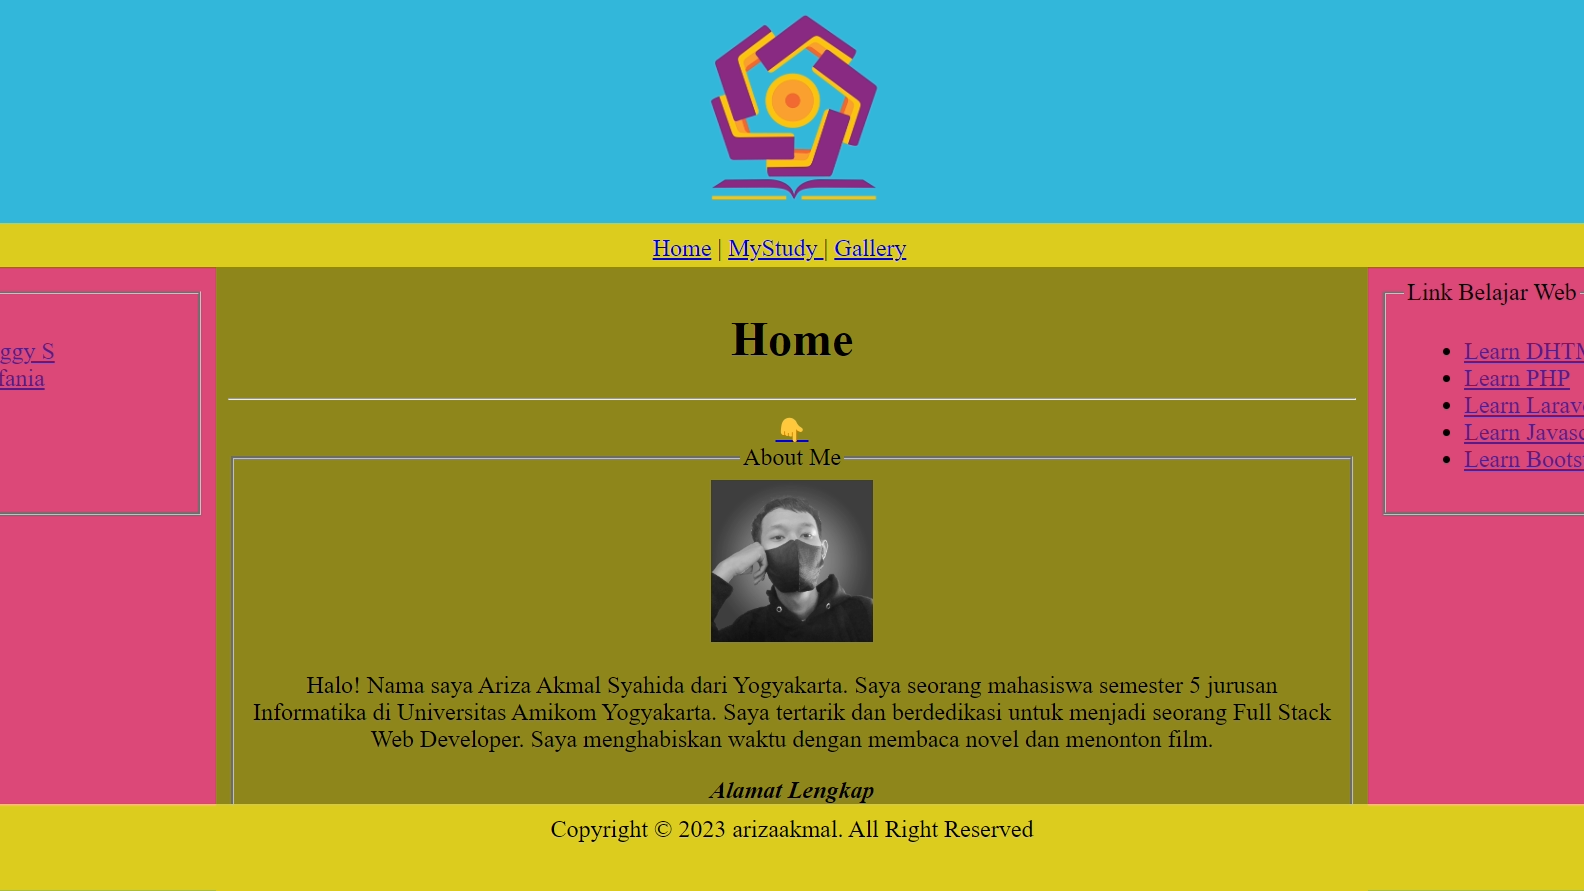 Home | MyStudy | Gallery
ggy S
fania
Home
👇
About Me
Halo! Nama saya Ariza Akmal Syahida dari Yogyakarta. Saya seorang mahasiswa semester 5 jurusan
Informatika di Universitas Amikom Yogyakarta. Saya tertarik dan berdedikasi untuk menjadi seorang Full Stack
Web Developer. Saya menghabiskan waktu dengan membaca novel dan menonton film.
Alamat Lengkap
Link Belajar Web
Learn DHTM
Learn PHP
Learn Larav
Learn Javasc
Learn Boots
Copyright © 2023 arizaakmal. All Right Reserved